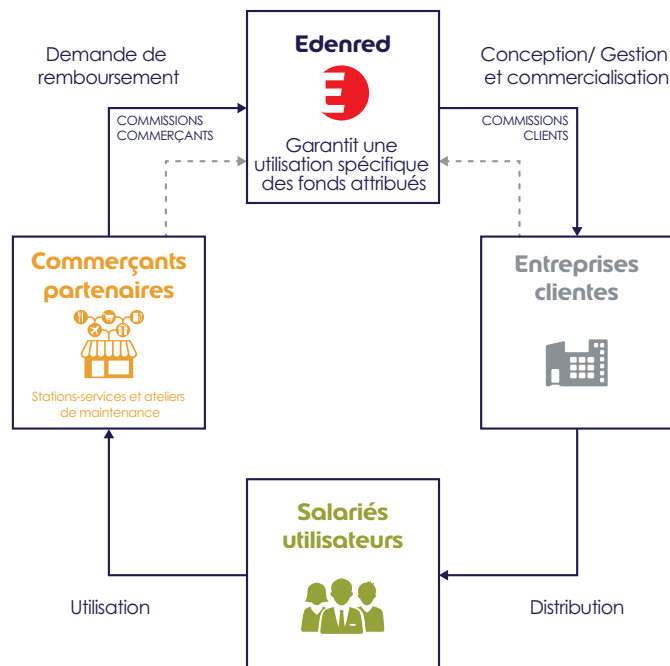 Demande de
remboursement
Edenred
Conception/ Gestion
et commercialisation
COMMISSIONS
COMMERÇANTS
COMMISSIONS
CLIENTS
Garantit une
utilisation spécifique
des fonds attribués
Commerçants
partenaires
Stations-services et ateliers
de maintenance
Entreprises
clientes
Salariés
utilisateurs
Utilisation
Distribution